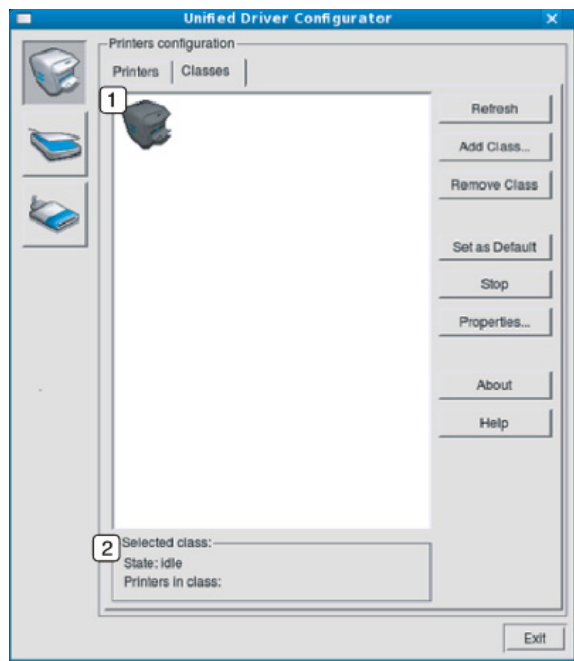 Unified Driver Configurator
Printers configuration
Printers Classes
1
Refresh
Add Class...
Remove Class
Set as Default
Stop
Properties...
About
Help
2
Selected class:
State: idle
Printers in class:
Exit